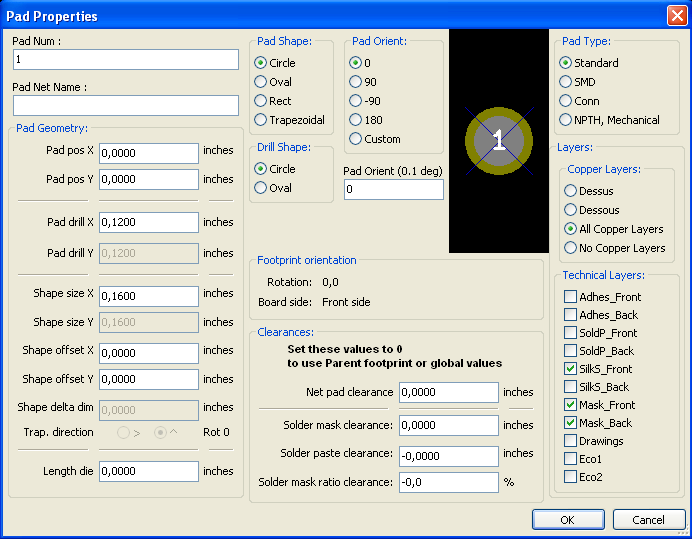 Pad Properties
Pad Num :
1
Pad Net Name :
Pad Geometry:
Pad pos X 0,0000 inches
Pad pos Y 0,0000 inches
Pad drill X 0,1200 inches
Pad drill Y 0,1200 inches
Shape size X 0,1600 inches
Shape size Y 0,1600 inches
Shape offset X 0,0000 inches
Shape offset Y 0,0000 inches
Shape delta dim 0,0000 inches
Trap. direction > ^ Rot 0
Length die 0,0000 inches
Pad Shape:
Circle
Oval
Rect
Trapezoidal
Drill Shape:
Circle
Oval
Pad Orient:
0
90
-90
180
Custom
Pad Orient (0.1 deg)
0
1
Footprint orientation
Rotation: 0,0
Board side: Front side
Clearances:
Set these values to 0
to use Parent footprint or global values
Net pad clearance 0,0000 inches
Solder mask clearance: 0,0000 inches
Solder paste clearance: -0,0000 inches
Solder mask ratio clearance: -0,0 %
Pad Type:
Standard
SMD
Conn
NPTH, Mechanical
Layers:
Copper Layers:
Dessus
Dessous
All Copper Layers
No Copper Layers
Technical Layers:
Adhes_Front
Adhes_Back
SoldP_Front
SoldP_Back
SilkS_Front
SilkS_Back
Mask_Front
Mask_Back
Drawings
Eco1
Eco2
OK
Cancel